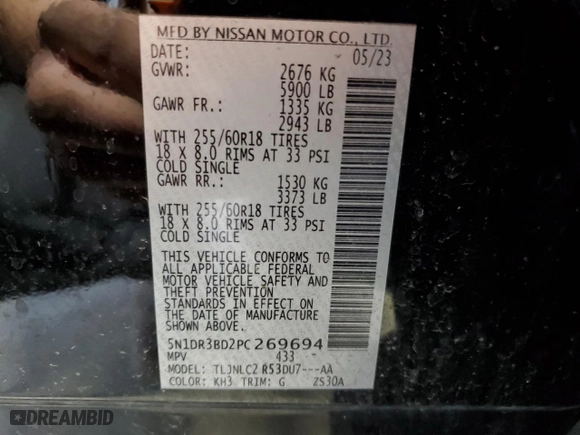 MFD BY NISSAN MOTOR CO., LTD.
DATE: 05/23
GVWR: 2676 KG
5900 LB
GAWR FR.: 1335 KG
2943 LB
WITH 255/60R18 TIRES
18 X 8.0 RIMS AT 33 PSI
COLD SINGLE
GAWR RR.: 1530 KG
3373 LB
WITH 255/60R18 TIRES
18 X 8.0 RIMS AT 33 PSI
COLD SINGLE
THIS VEHICLE CONFORMS TO
ALL APPLICABLE FEDERAL
MOTOR VEHICLE SAFETY AND
THEFT PREVENTION
STANDARDS IN EFFECT ON
THE DATE OF MANUFACTURE
SHOWN ABOVE.
5N1DR3BD2PC269694
MPV 433
MODEL: TLJNLC2 R53DU7---AA
COLOR: KH3 TRIM: G ZS30A
DREAMBID